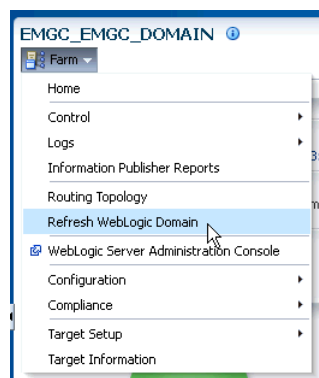 EMGC_EMGC_DOMAIN
Farm
Home
Control
Logs
Information Publisher Reports
Routing Topology
Refresh WebLogic Domain
WebLogic Server Administration Console
Configuration
Compliance
Target Setup
Target Information